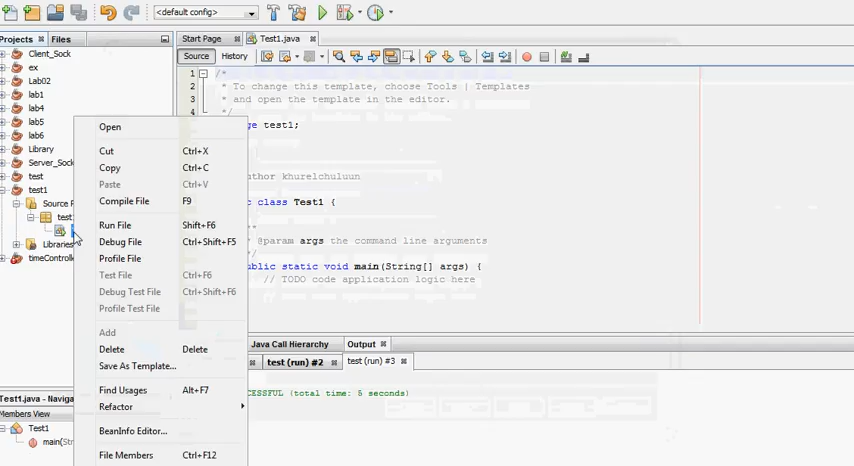 <default config>
Projects
Files
Client_Sock
ex
Lab02
lab1
lab4
lab5
lab6
Library
Server_Sock
test
test1
Source
test
Libraries
timeControlle
Start Page
Test1.java
Source
History
1 /*
2 * To change this template, choose Tools | Templates
3 * and open the template in the editor.
4 */
ge test1;
uthor khurelchuluun
c class Test1 {
* @param args the command line arguments
*/
public static void main(String[] args) {
// TODO code application logic here
Open
Cut Ctrl+X
Copy Ctrl+C
Paste Ctrl+V
Compile File F9
Run File Shift+F6
Debug File Ctrl+Shift+F5
Profile File
Test File Ctrl+F6
Debug Test File Ctrl+Shift+F6
Profile Test File
Add
Delete Delete
Save As Template...
Find Usages Alt+F7
Refactor
BeanInfo Editor...
File Members Ctrl+F12
Java Call Hierarchy
Output
test (run) #2
test (run) #3
CESSFUL (total time: 5 seconds)
Test1.java - Naviga
Members View
Test1
main(St